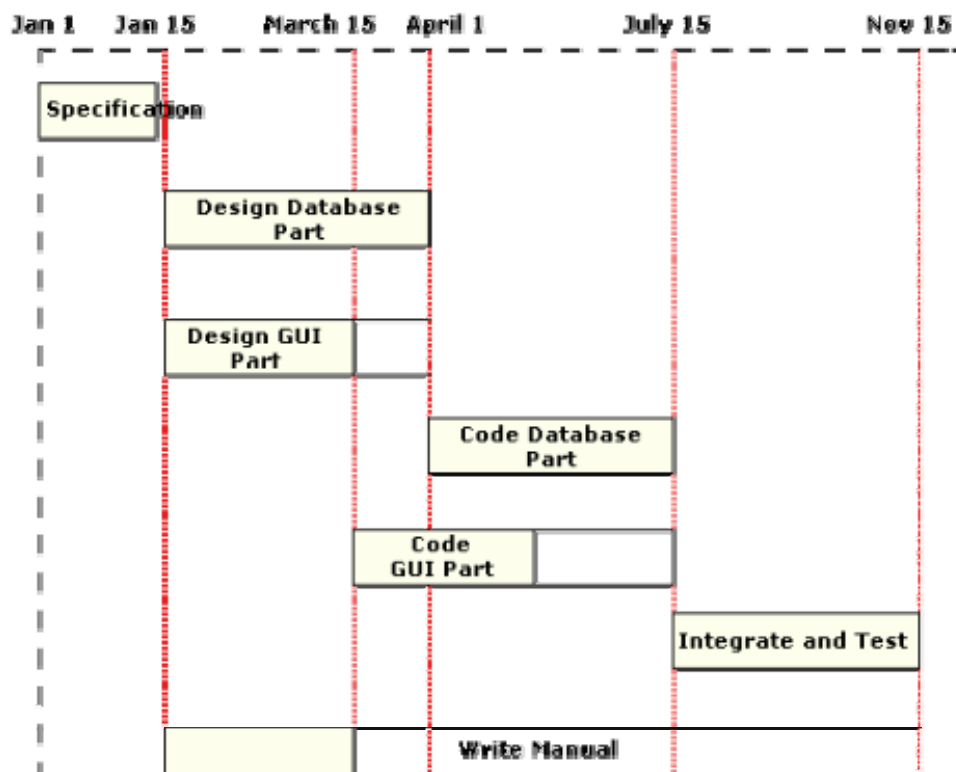 Jan 1 Jan 15 March 15 April 1 July 15 Nov 15
Specification
Design Database
Part
Design GUI
Part
Code Database
Part
Code
GUI Part
Integrate and Test
Write Manual